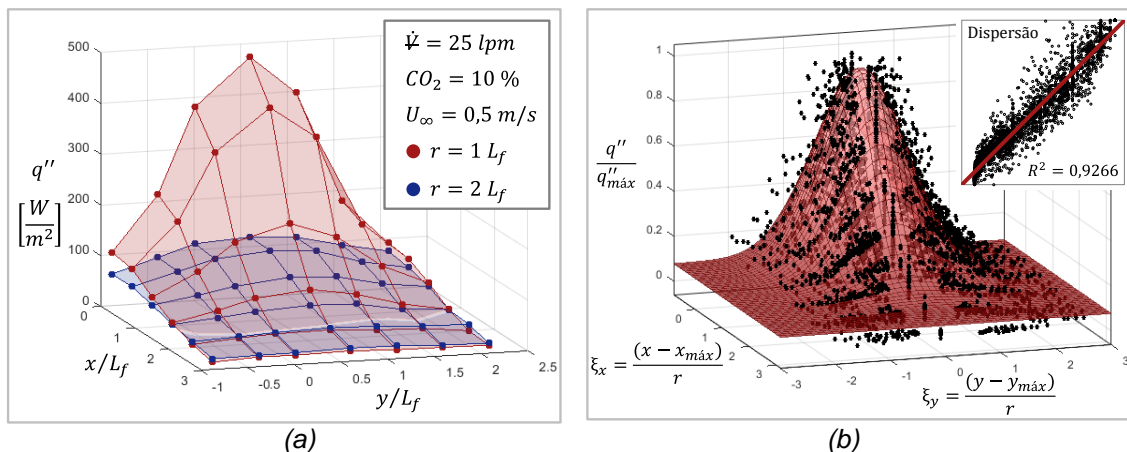 500
400
300
200
100
0
q′′
[W/m²]
0
1
2
3
x/L_f
-1
-0.5
0
0.5
1
1.5
2
2.5
y/L_f
V̶̇ = 25 lpm
CO₂ = 10 %
U∞ = 0,5 m/s
r = 1 L_f
r = 2 L_f
(a)
1
0.8
0.6
0.4
0.2
0
q′′/q′′máx
0
1
2
3
ξₓ = (x − x_máx)/r
-3
-2
-1
0
1
2
3
ξ_y = (y − y_máx)/r
Dispersão
R² = 0,9266
(b)